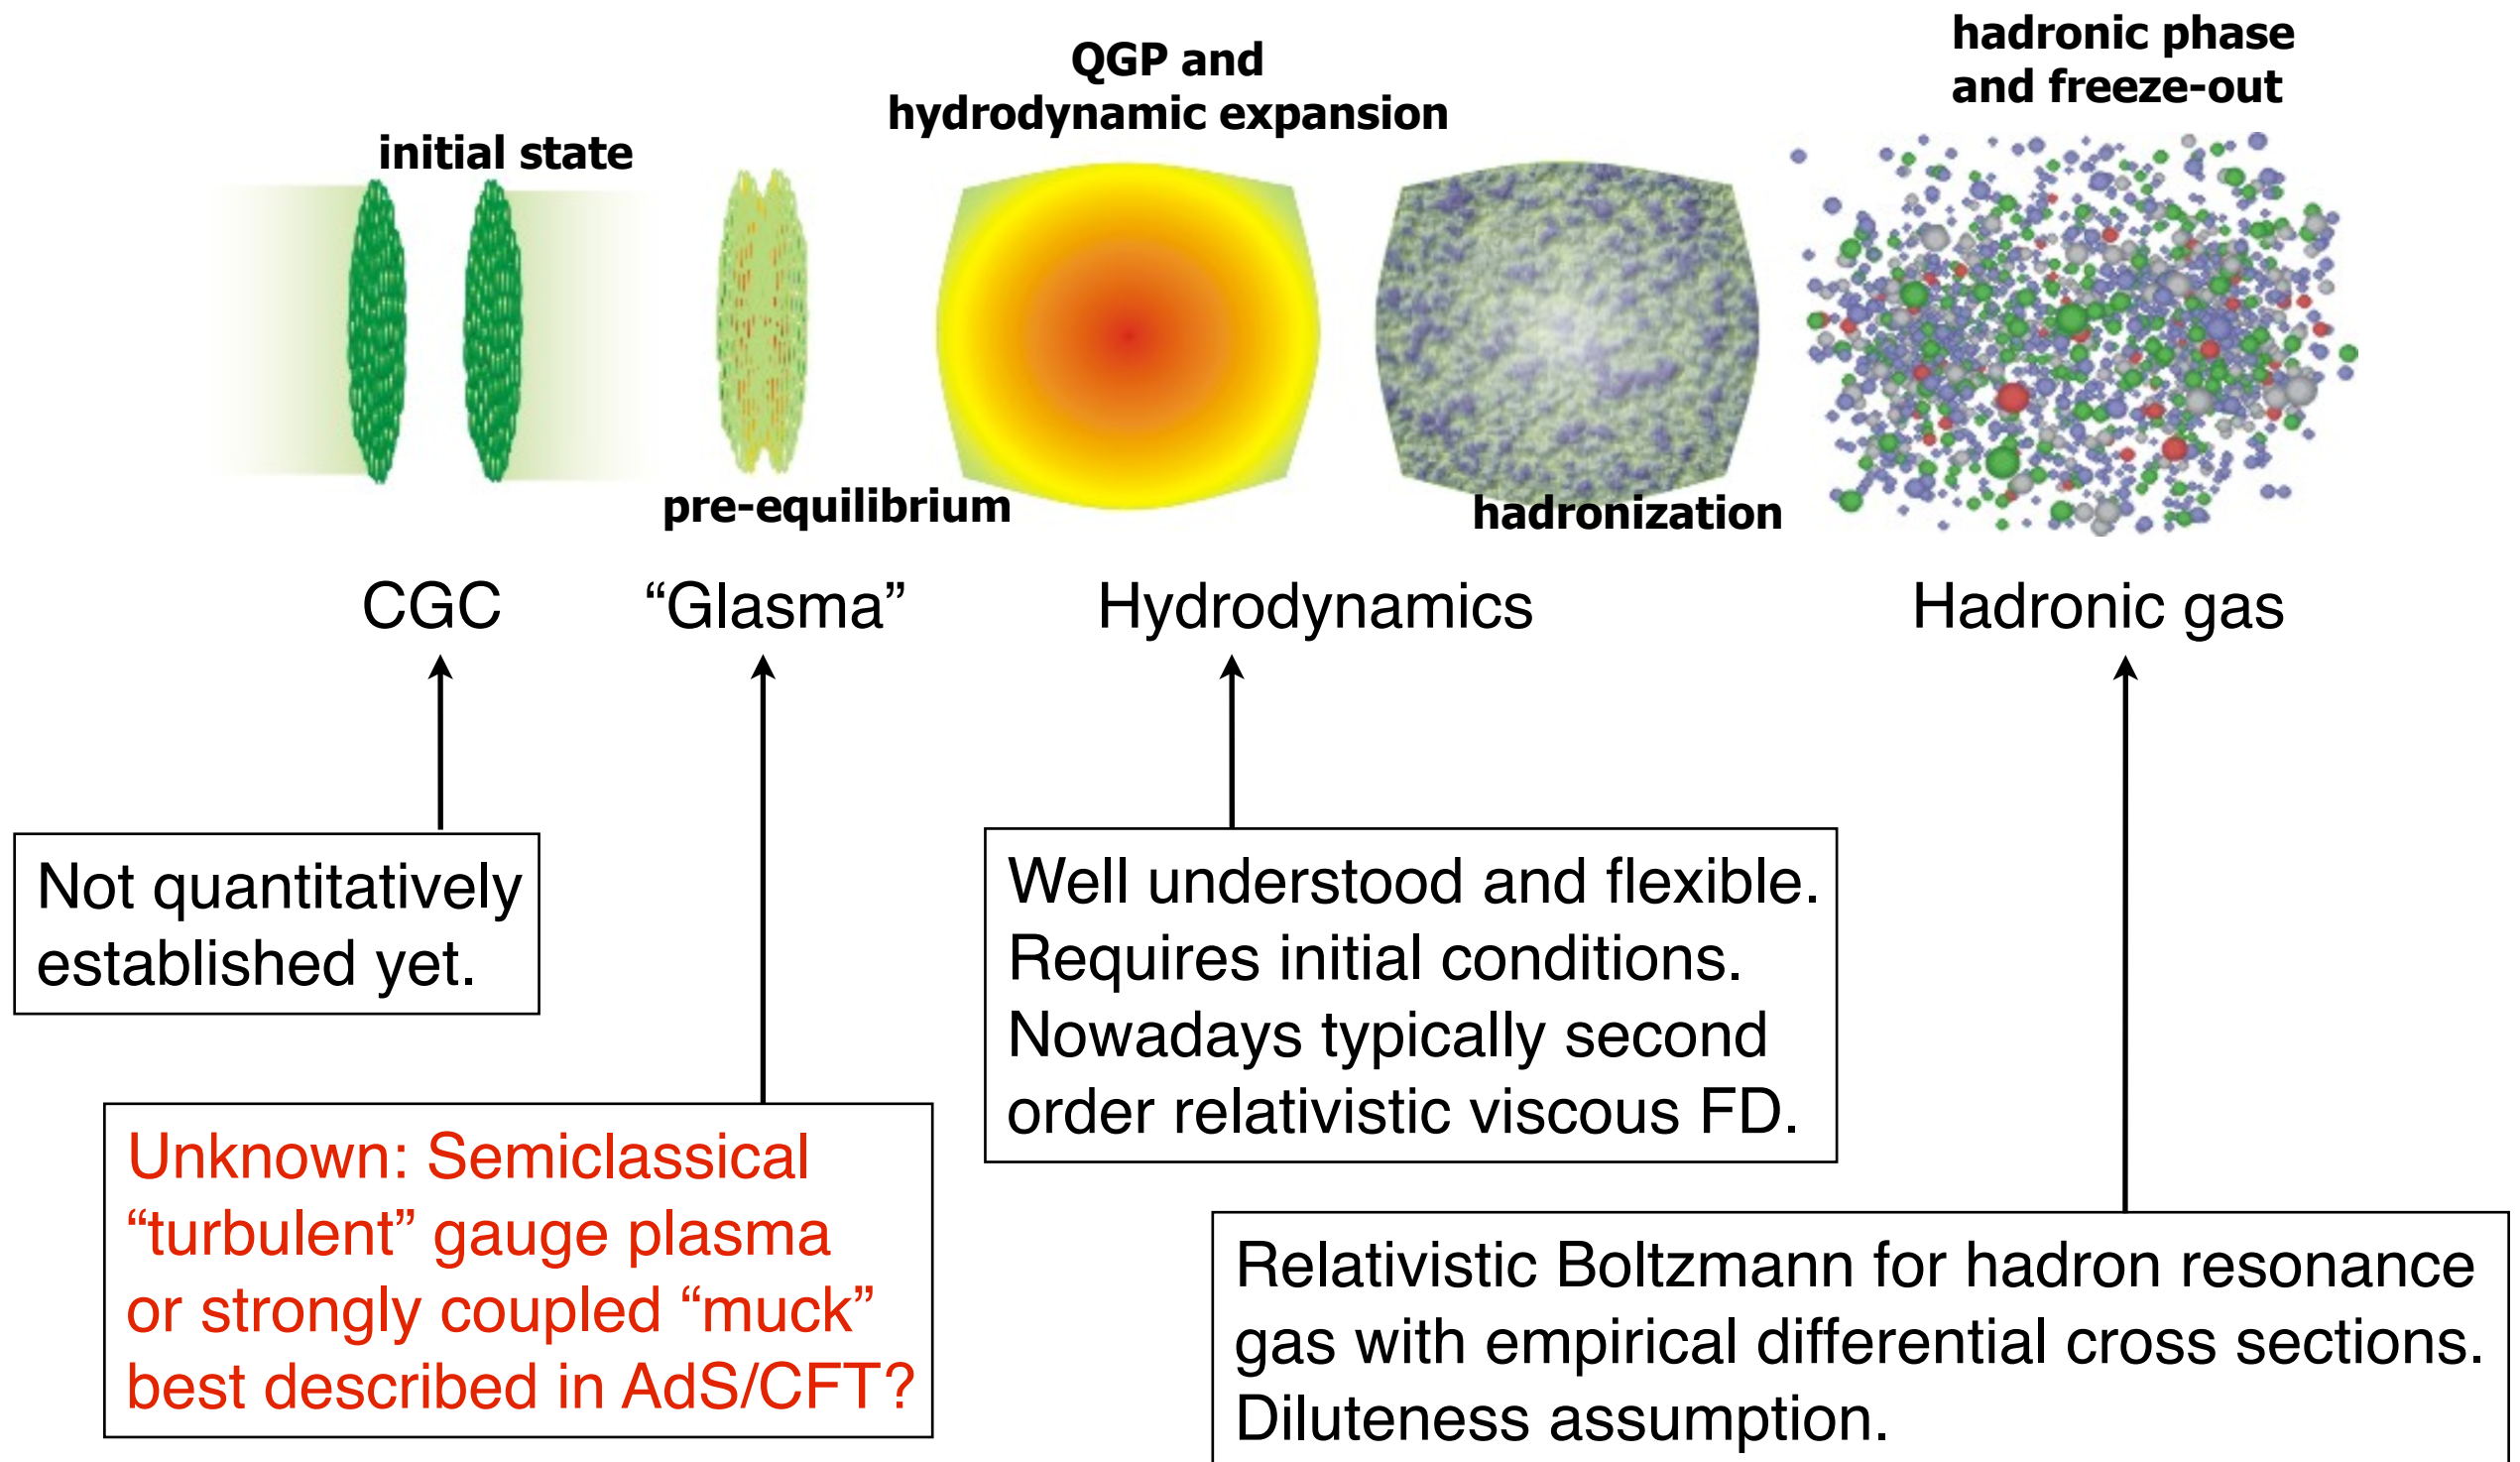 hadronic phase
and freeze-out
QGP and
hydrodynamic expansion
initial state
pre-equilibrium
hadronization
CGC
“Glasma”
Hydrodynamics
Hadronic gas
Not quantitatively
established yet.
Well understood and flexible.
Requires initial conditions.
Nowadays typically second
order relativistic viscous FD.
Unknown: Semiclassical
“turbulent” gauge plasma
or strongly coupled “muck”
best described in AdS/CFT?
Relativistic Boltzmann for hadron resonance
gas with empirical differential cross sections.
Diluteness assumption.